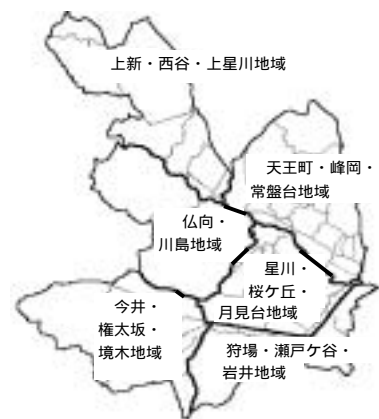 上新・西谷・上星川地域
天王町・峰岡・
常盤台地域
仏向・
川島地域
星川・
桜ケ丘・
月見台地域
今井・
権太坂・
境木地域
狩場・瀬戸ケ谷・
岩井地域